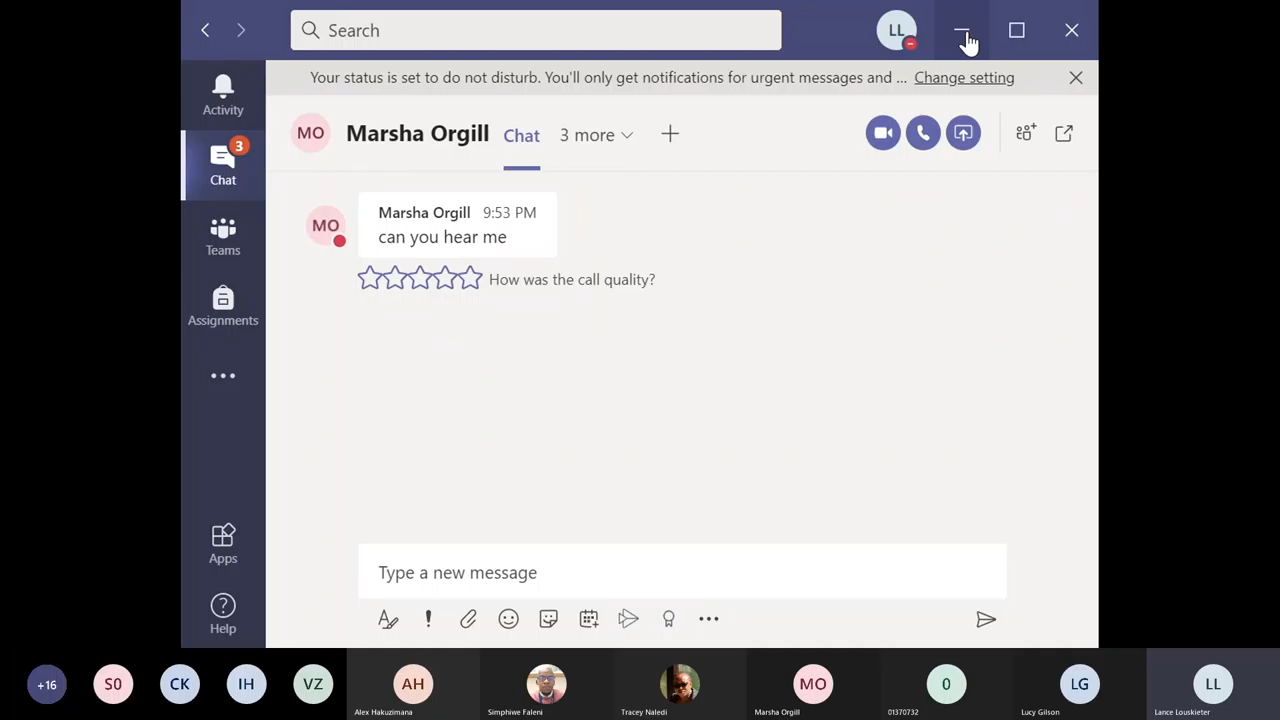 Search
LL
Your status is set to do not disturb. You'll only get notifications for urgent messages and ... Change setting
Activity
3
Chat
Teams
Assignments
Apps
Help
MO Marsha Orgill Chat 3 more
MO
Marsha Orgill 9:53 PM
can you hear me
How was the call quality?
Type a new message
+16 S0 CK IH VZ AH MO 0 LG LL
Alex Hakuzimana Simphiwe Faleni Tracey Naledi Marsha Orgill 01370732 Lucy Gilson Lance Louskieter